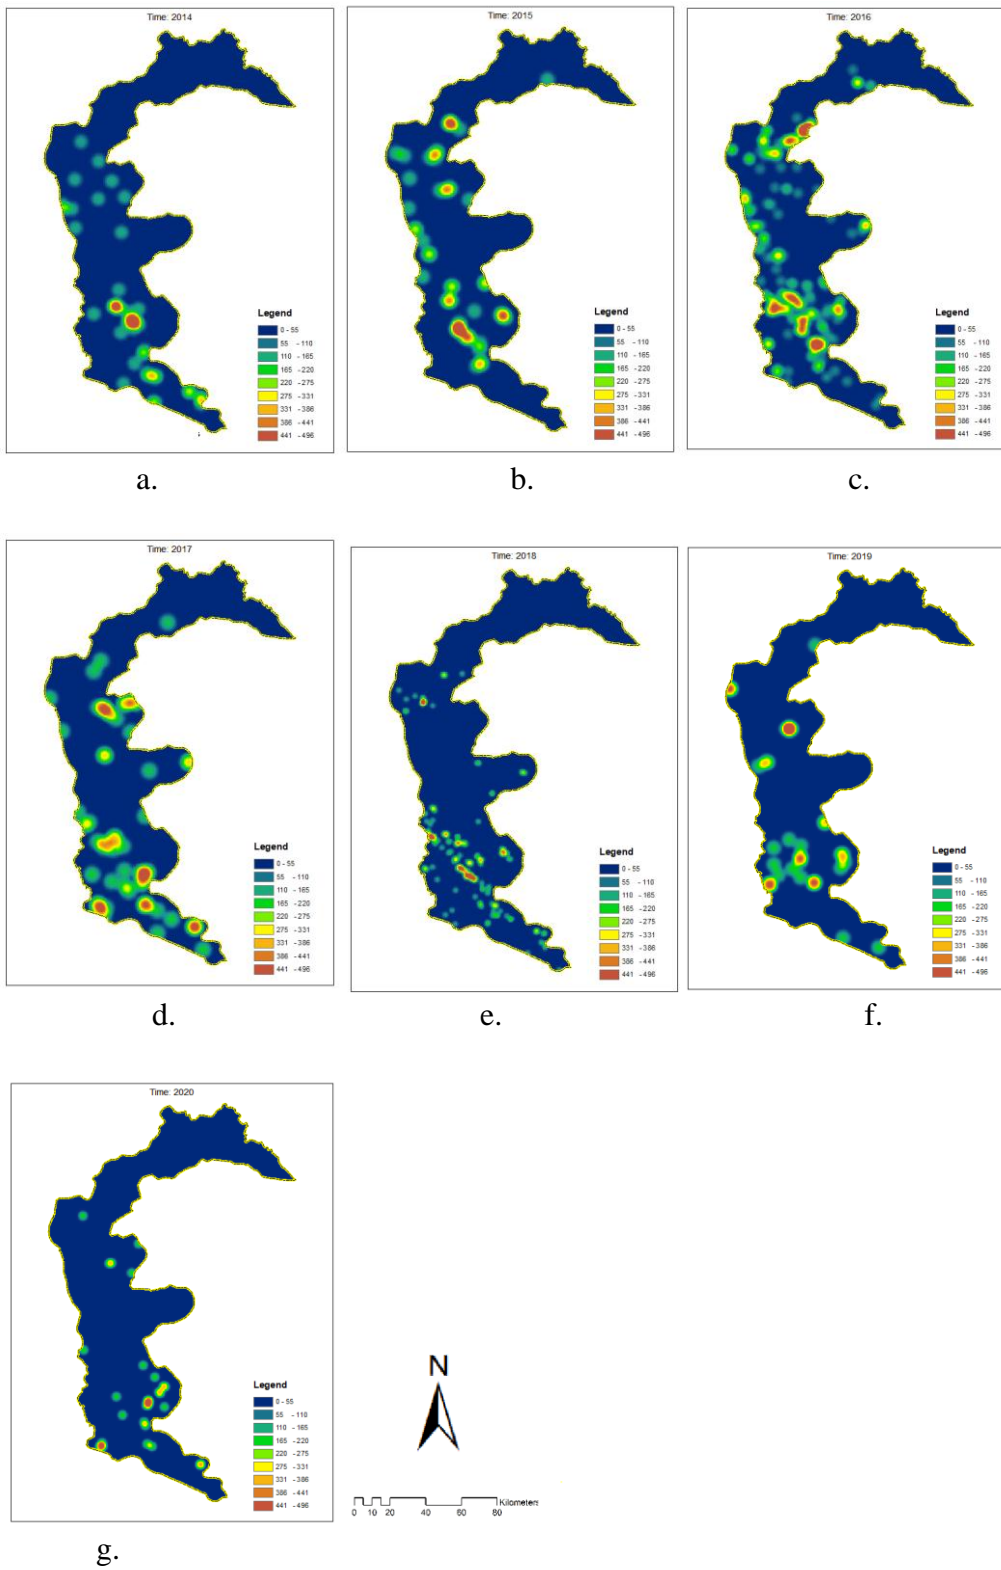 Time: 2014
Legend
0 - 55
55 - 110
110 - 165
165 - 220
220 - 275
275 - 331
331 - 386
386 - 441
441 - 496
a.
Time: 2015
Legend
0 - 55
55 - 110
110 - 165
165 - 220
220 - 275
275 - 331
331 - 386
386 - 441
441 - 496
b.
Time: 2016
Legend
0 - 55
55 - 110
110 - 165
165 - 220
220 - 275
275 - 331
331 - 386
386 - 441
441 - 496
c.
Time: 2017
Legend
0 - 55
55 - 110
110 - 165
165 - 220
220 - 275
275 - 331
331 - 386
386 - 441
441 - 496
d.
Time: 2018
Legend
0 - 55
55 - 110
110 - 165
165 - 220
220 - 275
275 - 331
331 - 386
386 - 441
441 - 496
e.
Time: 2019
Legend
0 - 55
55 - 110
110 - 165
165 - 220
220 - 275
275 - 331
331 - 386
386 - 441
441 - 496
f.
Time: 2020
Legend
0 - 55
55 - 110
110 - 165
165 - 220
220 - 275
275 - 331
331 - 386
386 - 441
441 - 496
g.
N
Kilometers
0 10 20 40 60 80